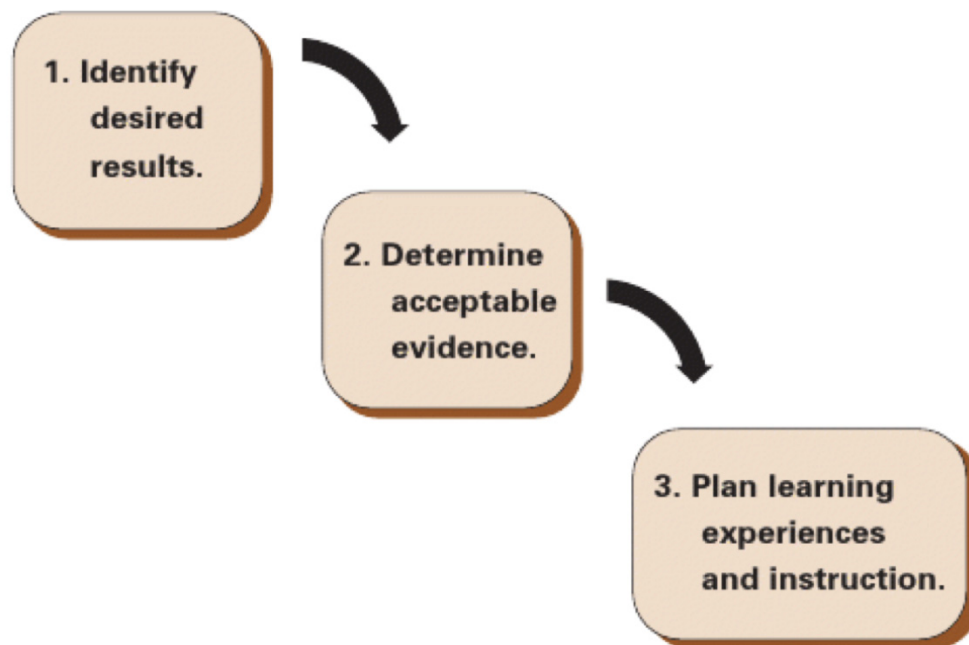 1. Identify
desired
results.
2. Determine
acceptable
evidence.
3. Plan learning
experiences
and instruction.